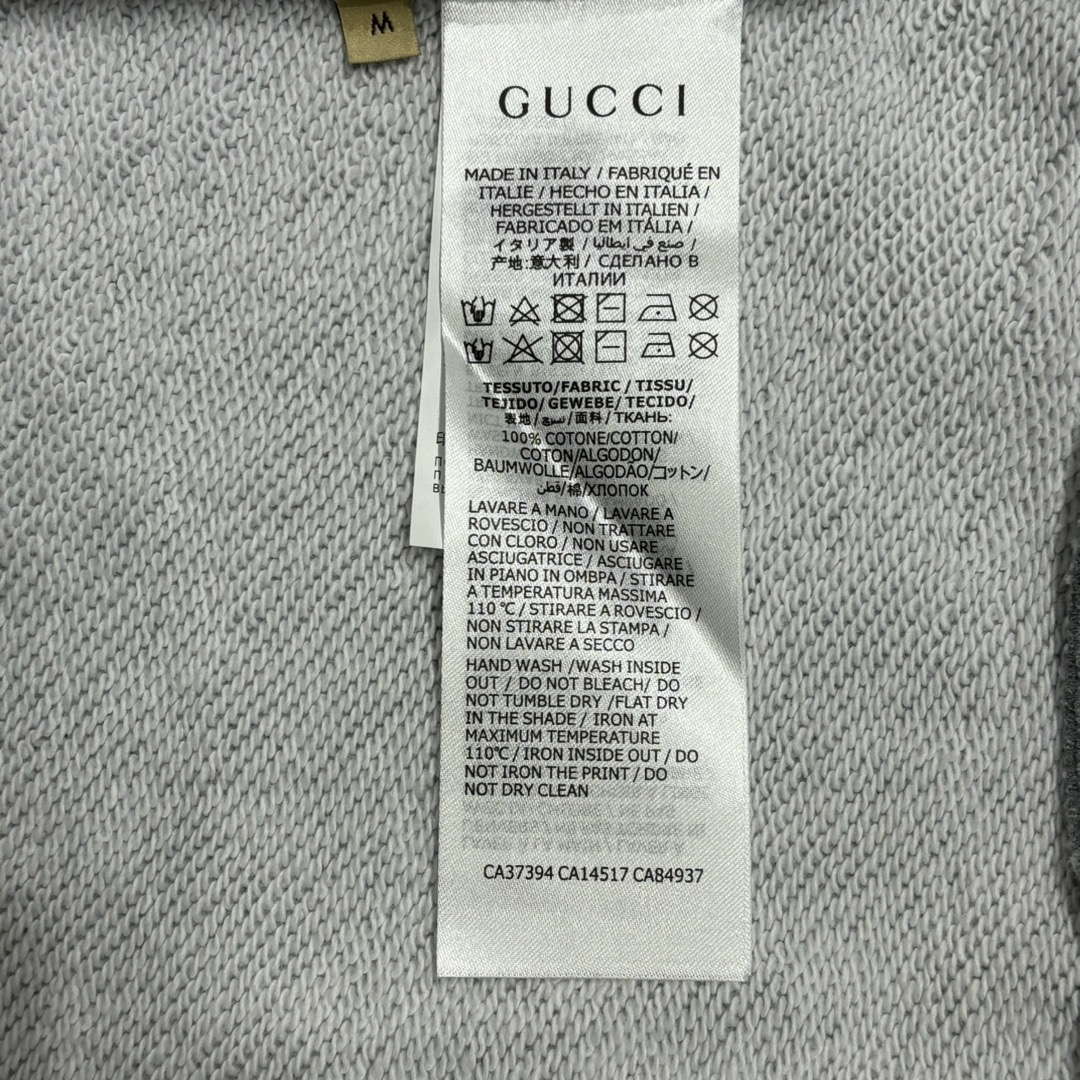 M
GUCCI
MADE IN ITALY / FABRIQUÉ EN
ITALIE / HECHO EN ITALIA /
HERGESTELLT IN ITALIEN /
FABRICADO EM ITÁLIA /
イタリア製 / صنع في ايطاليا /
产地:意大利 / СДЕЛАНО В
ИТАЛИИ
TESSUTO/FABRIC / TISSU/
TEJIDO/ GEWEBE/ TECIDO/
表地/نسيج/面料/ТКАНЬ:
100% COTONE/COTTON/
COTON/ALGODON/
BAUMWOLLE/ALGODÃO/コットン/
قطن/棉/ХЛОПОК
LAVARE A MANO / LAVARE A
ROVESCIO / NON TRATTARE
CON CLORO / NON USARE
ASCIUGATRICE / ASCIUGARE
IN PIANO IN OMBPA / STIRARE
A TEMPERATURA MASSIMA
110 ℃ / STIRARE A ROVESCIO /
NON STIRARE LA STAMPA /
NON LAVARE A SECCO
HAND WASH /WASH INSIDE
OUT / DO NOT BLEACH/ DO
NOT TUMBLE DRY /FLAT DRY
IN THE SHADE / IRON AT
MAXIMUM TEMPERATURE
110℃ / IRON INSIDE OUT / DO
NOT IRON THE PRINT / DO
NOT DRY CLEAN
CA37394 CA14517 CA84937